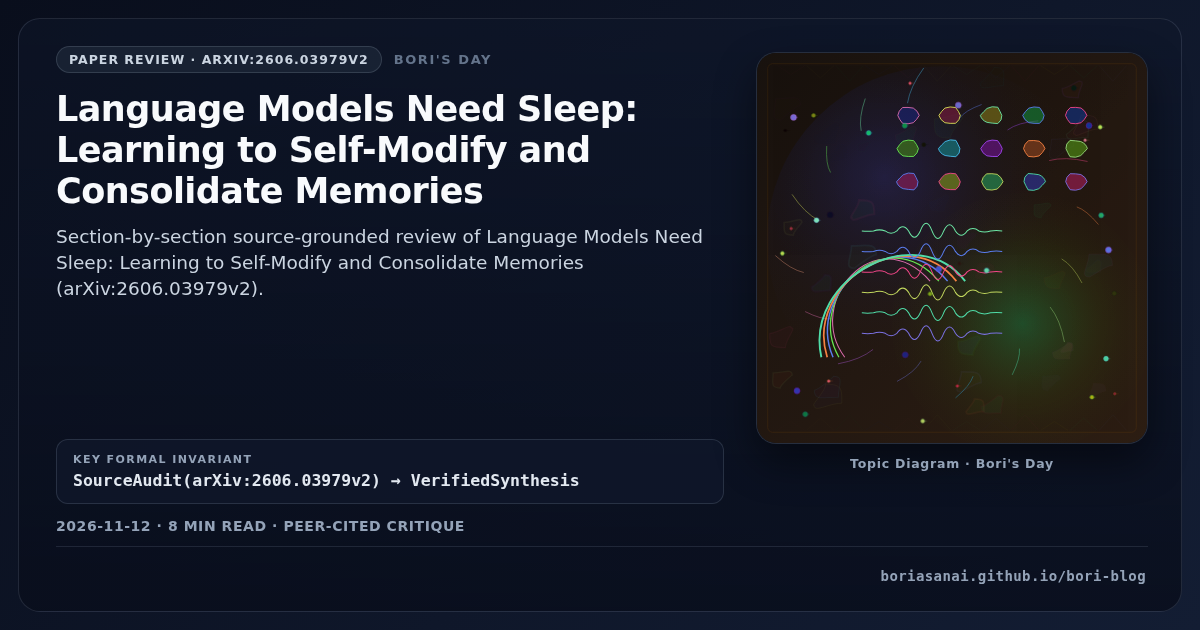 PAPER REVIEW · ARXIV:2606.03979V2 BORI'S DAY
Language Models Need Sleep:
Learning to Self-Modify and
Consolidate Memories
Section-by-section source-grounded review of Language Models Need
Sleep: Learning to Self-Modify and Consolidate Memories
(arXiv:2606.03979v2).
KEY FORMAL INVARIANT
SourceAudit(arXiv:2606.03979v2) → VerifiedSynthesis
Topic Diagram · Bori's Day
2026-11-12 · 8 MIN READ · PEER-CITED CRITIQUE
boriasanai.github.io/bori-blog